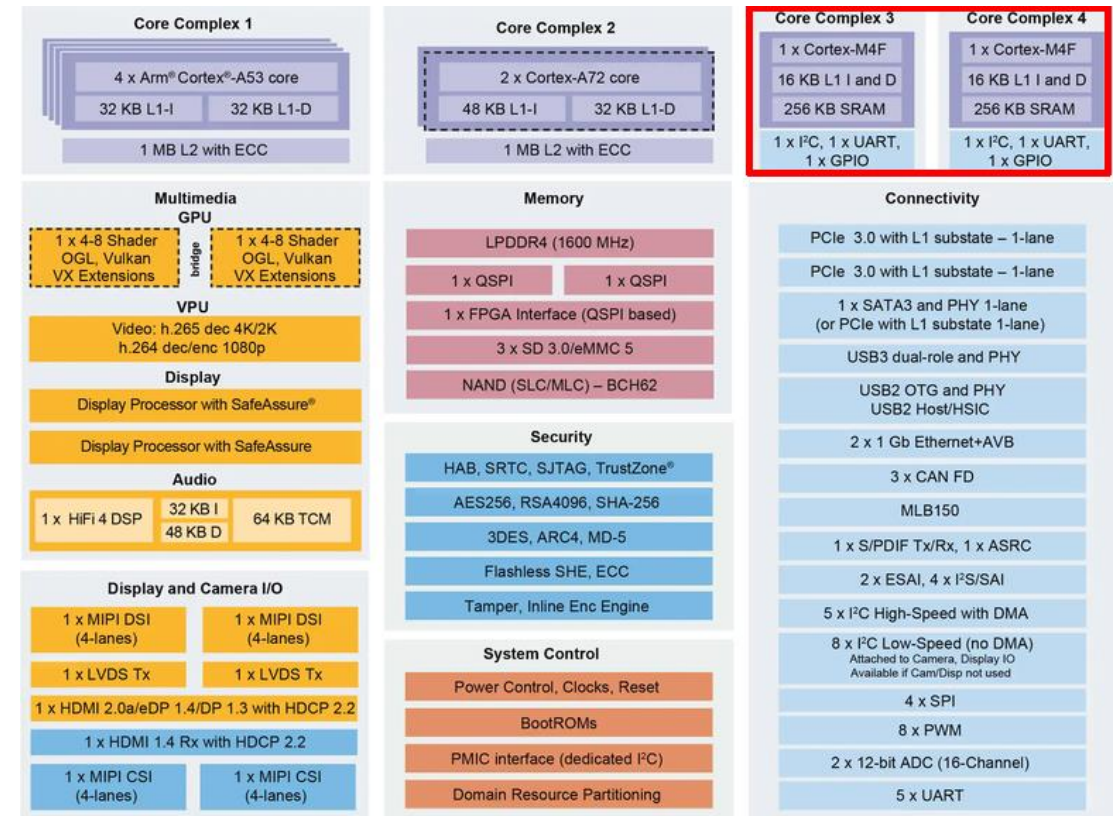 Core Complex 1
4 x Arm® Cortex®-A53 core
32 KB L1-I
32 KB L1-D
1 MB L2 with ECC
Core Complex 2
2 x Cortex-A72 core
48 KB L1-I
32 KB L1-D
1 MB L2 with ECC
Core Complex 3
1 x Cortex-M4F
16 KB L1 I and D
256 KB SRAM
1 x I²C, 1 x UART,
1 x GPIO
Core Complex 4
1 x Cortex-M4F
16 KB L1 I and D
256 KB SRAM
1 x I²C, 1 x UART,
1 x GPIO
Multimedia
GPU
1 x 4-8 Shader
OGL, Vulkan
VX Extensions
bridge
1 x 4-8 Shader
OGL, Vulkan
VX Extensions
VPU
Video: h.265 dec 4K/2K
h.264 dec/enc 1080p
Display
Display Processor with SafeAssure®
Display Processor with SafeAssure
Audio
1 x HiFi 4 DSP
32 KB I
48 KB D
64 KB TCM
Display and Camera I/O
1 x MIPI DSI
(4-lanes)
1 x MIPI DSI
(4-lanes)
1 x LVDS Tx
1 x LVDS Tx
1 x HDMI 2.0a/eDP 1.4/DP 1.3 with HDCP 2.2
1 x HDMI 1.4 Rx with HDCP 2.2
1 x MIPI CSI
(4-lanes)
1 x MIPI CSI
(4-lanes)
Memory
LPDDR4 (1600 MHz)
1 x QSPI
1 x QSPI
1 x FPGA Interface (QSPI based)
3 x SD 3.0/eMMC 5
NAND (SLC/MLC) – BCH62
Security
HAB, SRTC, SJTAG, TrustZone®
AES256, RSA4096, SHA-256
3DES, ARC4, MD-5
Flashless SHE, ECC
Tamper, Inline Enc Engine
System Control
Power Control, Clocks, Reset
BootROMs
PMIC interface (dedicated I²C)
Domain Resource Partitioning
Connectivity
PCIe 3.0 with L1 substate – 1-lane
PCIe 3.0 with L1 substate – 1-lane
1 x SATA3 and PHY 1-lane
(or PCIe with L1 substate 1-lane)
USB3 dual-role and PHY
USB2 OTG and PHY
USB2 Host/HSIC
2 x 1 Gb Ethernet+AVB
3 x CAN FD
MLB150
1 x S/PDIF Tx/Rx, 1 x ASRC
2 x ESAI, 4 x I²S/SAI
5 x I²C High-Speed with DMA
8 x I²C Low-Speed (no DMA)
Attached to Camera, Display IO
Available if Cam/Disp not used
4 x SPI
8 x PWM
2 x 12-bit ADC (16-Channel)
5 x UART